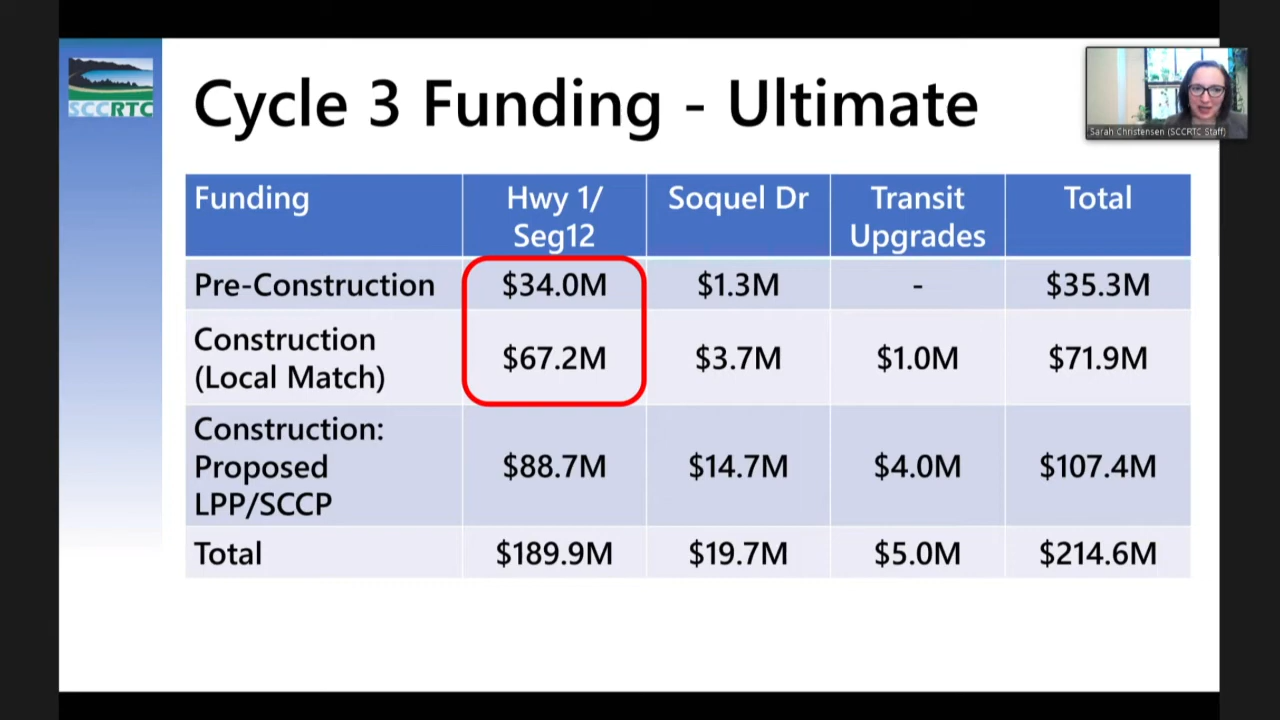 SCCRTC
Cycle 3 Funding - Ultimate
Sarah Christensen (SCCRTC Staff)
Funding Hwy 1/ Soquel Dr Transit Total
Seg12 Upgrades
Pre-Construction $34.0M $1.3M - $35.3M
Construction
(Local Match) $67.2M $3.7M $1.0M $71.9M
Construction:
Proposed $88.7M $14.7M $4.0M $107.4M
LPP/SCCP
Total $189.9M $19.7M $5.0M $214.6M